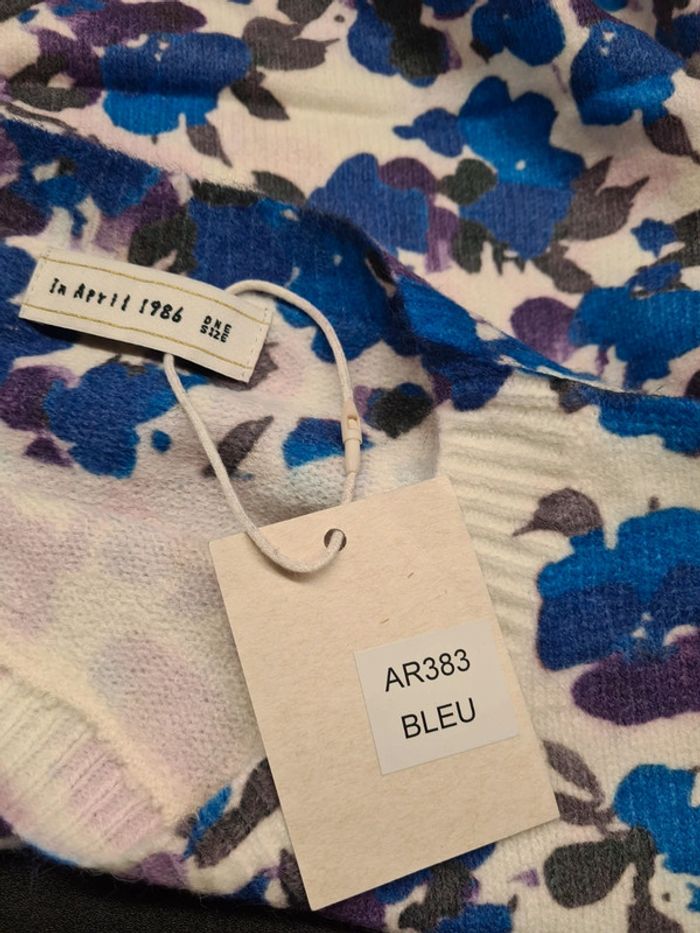 In April 1986
ONE
SIZE
AR383
BLEU